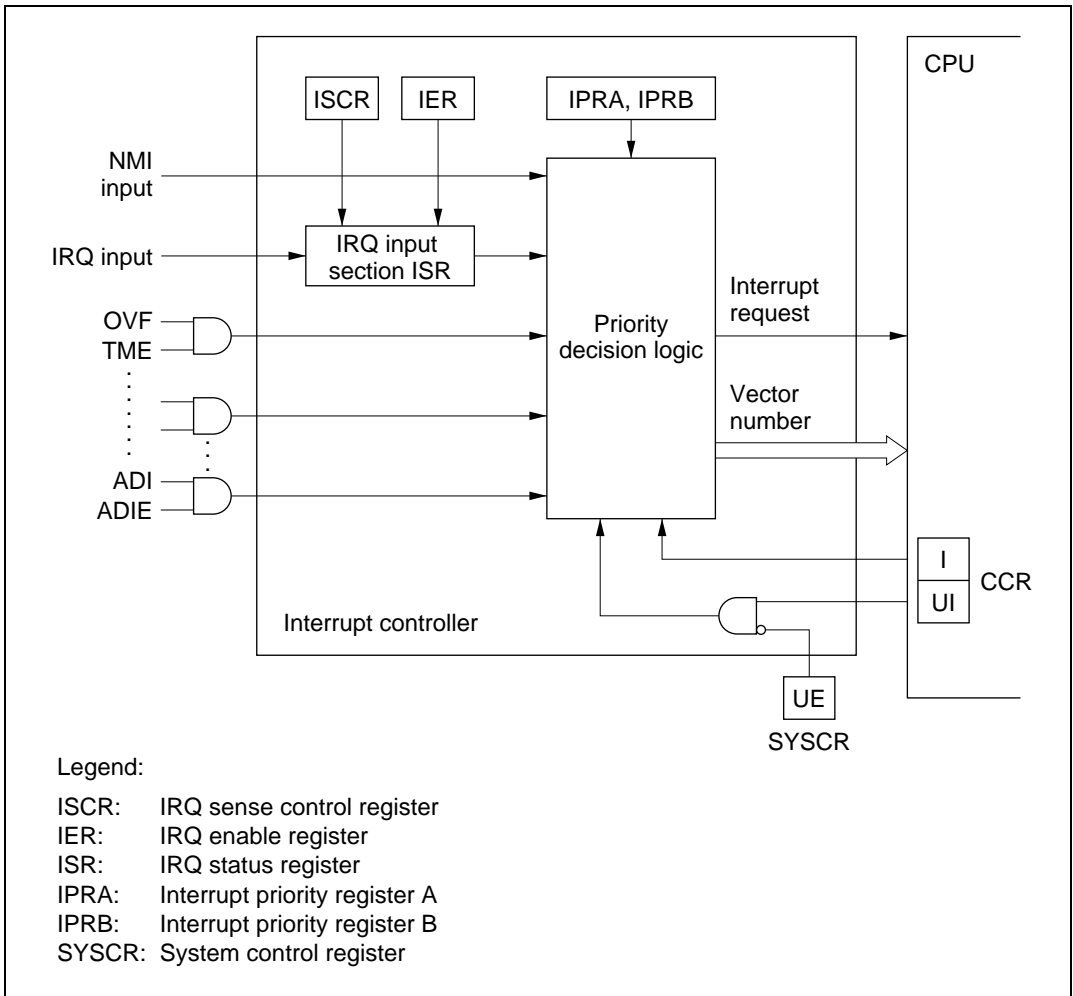 CPU
ISCR
IER
IPRA, IPRB
NMI
input
IRQ input
IRQ input
section ISR
OVF
TME
Priority
decision logic
Interrupt
request
Vector
number
ADI
ADIE
I
UI
CCR
Interrupt controller
UE
SYSCR
Legend:
ISCR: IRQ sense control register
IER: IRQ enable register
ISR: IRQ status register
IPRA: Interrupt priority register A
IPRB: Interrupt priority register B
SYSCR: System control register